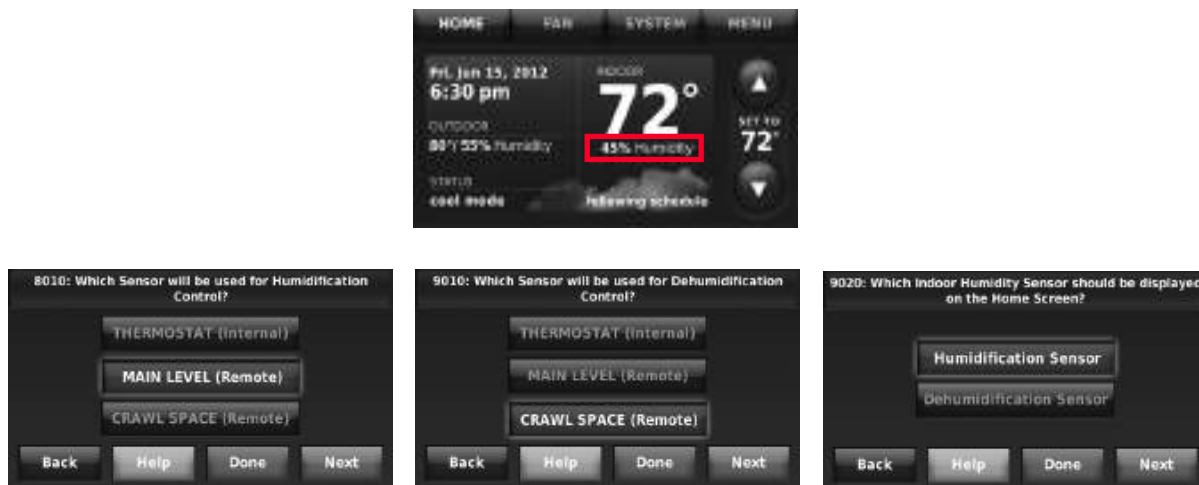 HOME FAN SYSTEM MENU
Fri. Jun 15, 2012
6:30 pm
OUTDOOR
80°/ 55% Humidity
STATUS
cool mode
INDOOR
72°
45% Humidity
following schedule
SET TO
72°
8010: Which Sensor will be used for Humidification
Control?
THERMOSTAT (Internal)
MAIN LEVEL (Remote)
CRAWL SPACE (Remote)
Back Help Done Next
9010: Which Sensor will be used for Dehumidification
Control?
THERMOSTAT (Internal)
MAIN LEVEL (Remote)
CRAWL SPACE (Remote)
Back Help Done Next
9020: Which Indoor Humidity Sensor should be displayed
on the Home Screen?
Humidification Sensor
Dehumidification Sensor
Back Help Done Next